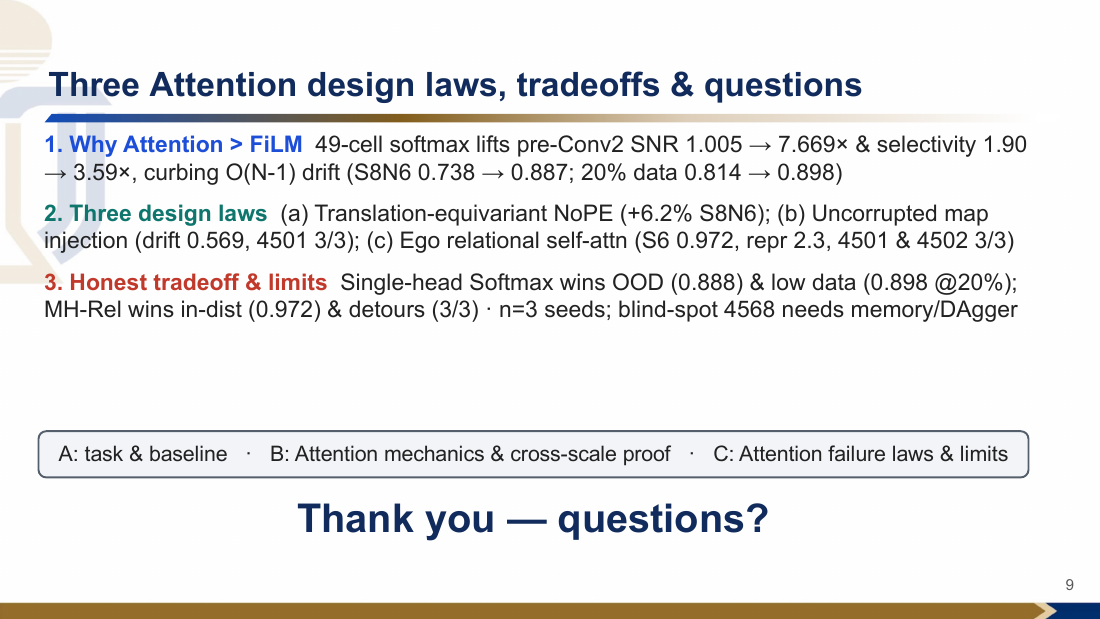 Three Attention design laws, tradeoffs & questions
1. Why Attention > FiLM 49-cell softmax lifts pre-Conv2 SNR 1.005 → 7.669× & selectivity 1.90
→ 3.59×, curbing O(N-1) drift (S8N6 0.738 → 0.887; 20% data 0.814 → 0.898)
2. Three design laws (a) Translation-equivariant NoPE (+6.2% S8N6); (b) Uncorrupted map
injection (drift 0.569, 4501 3/3); (c) Ego relational self-attn (S6 0.972, repr 2.3, 4501 & 4502 3/3)
3. Honest tradeoff & limits Single-head Softmax wins OOD (0.888) & low data (0.898 @20%);
MH-Rel wins in-dist (0.972) & detours (3/3) · n=3 seeds; blind-spot 4568 needs memory/DAgger
A: task & baseline · B: Attention mechanics & cross-scale proof · C: Attention failure laws & limits
Thank you — questions?
9